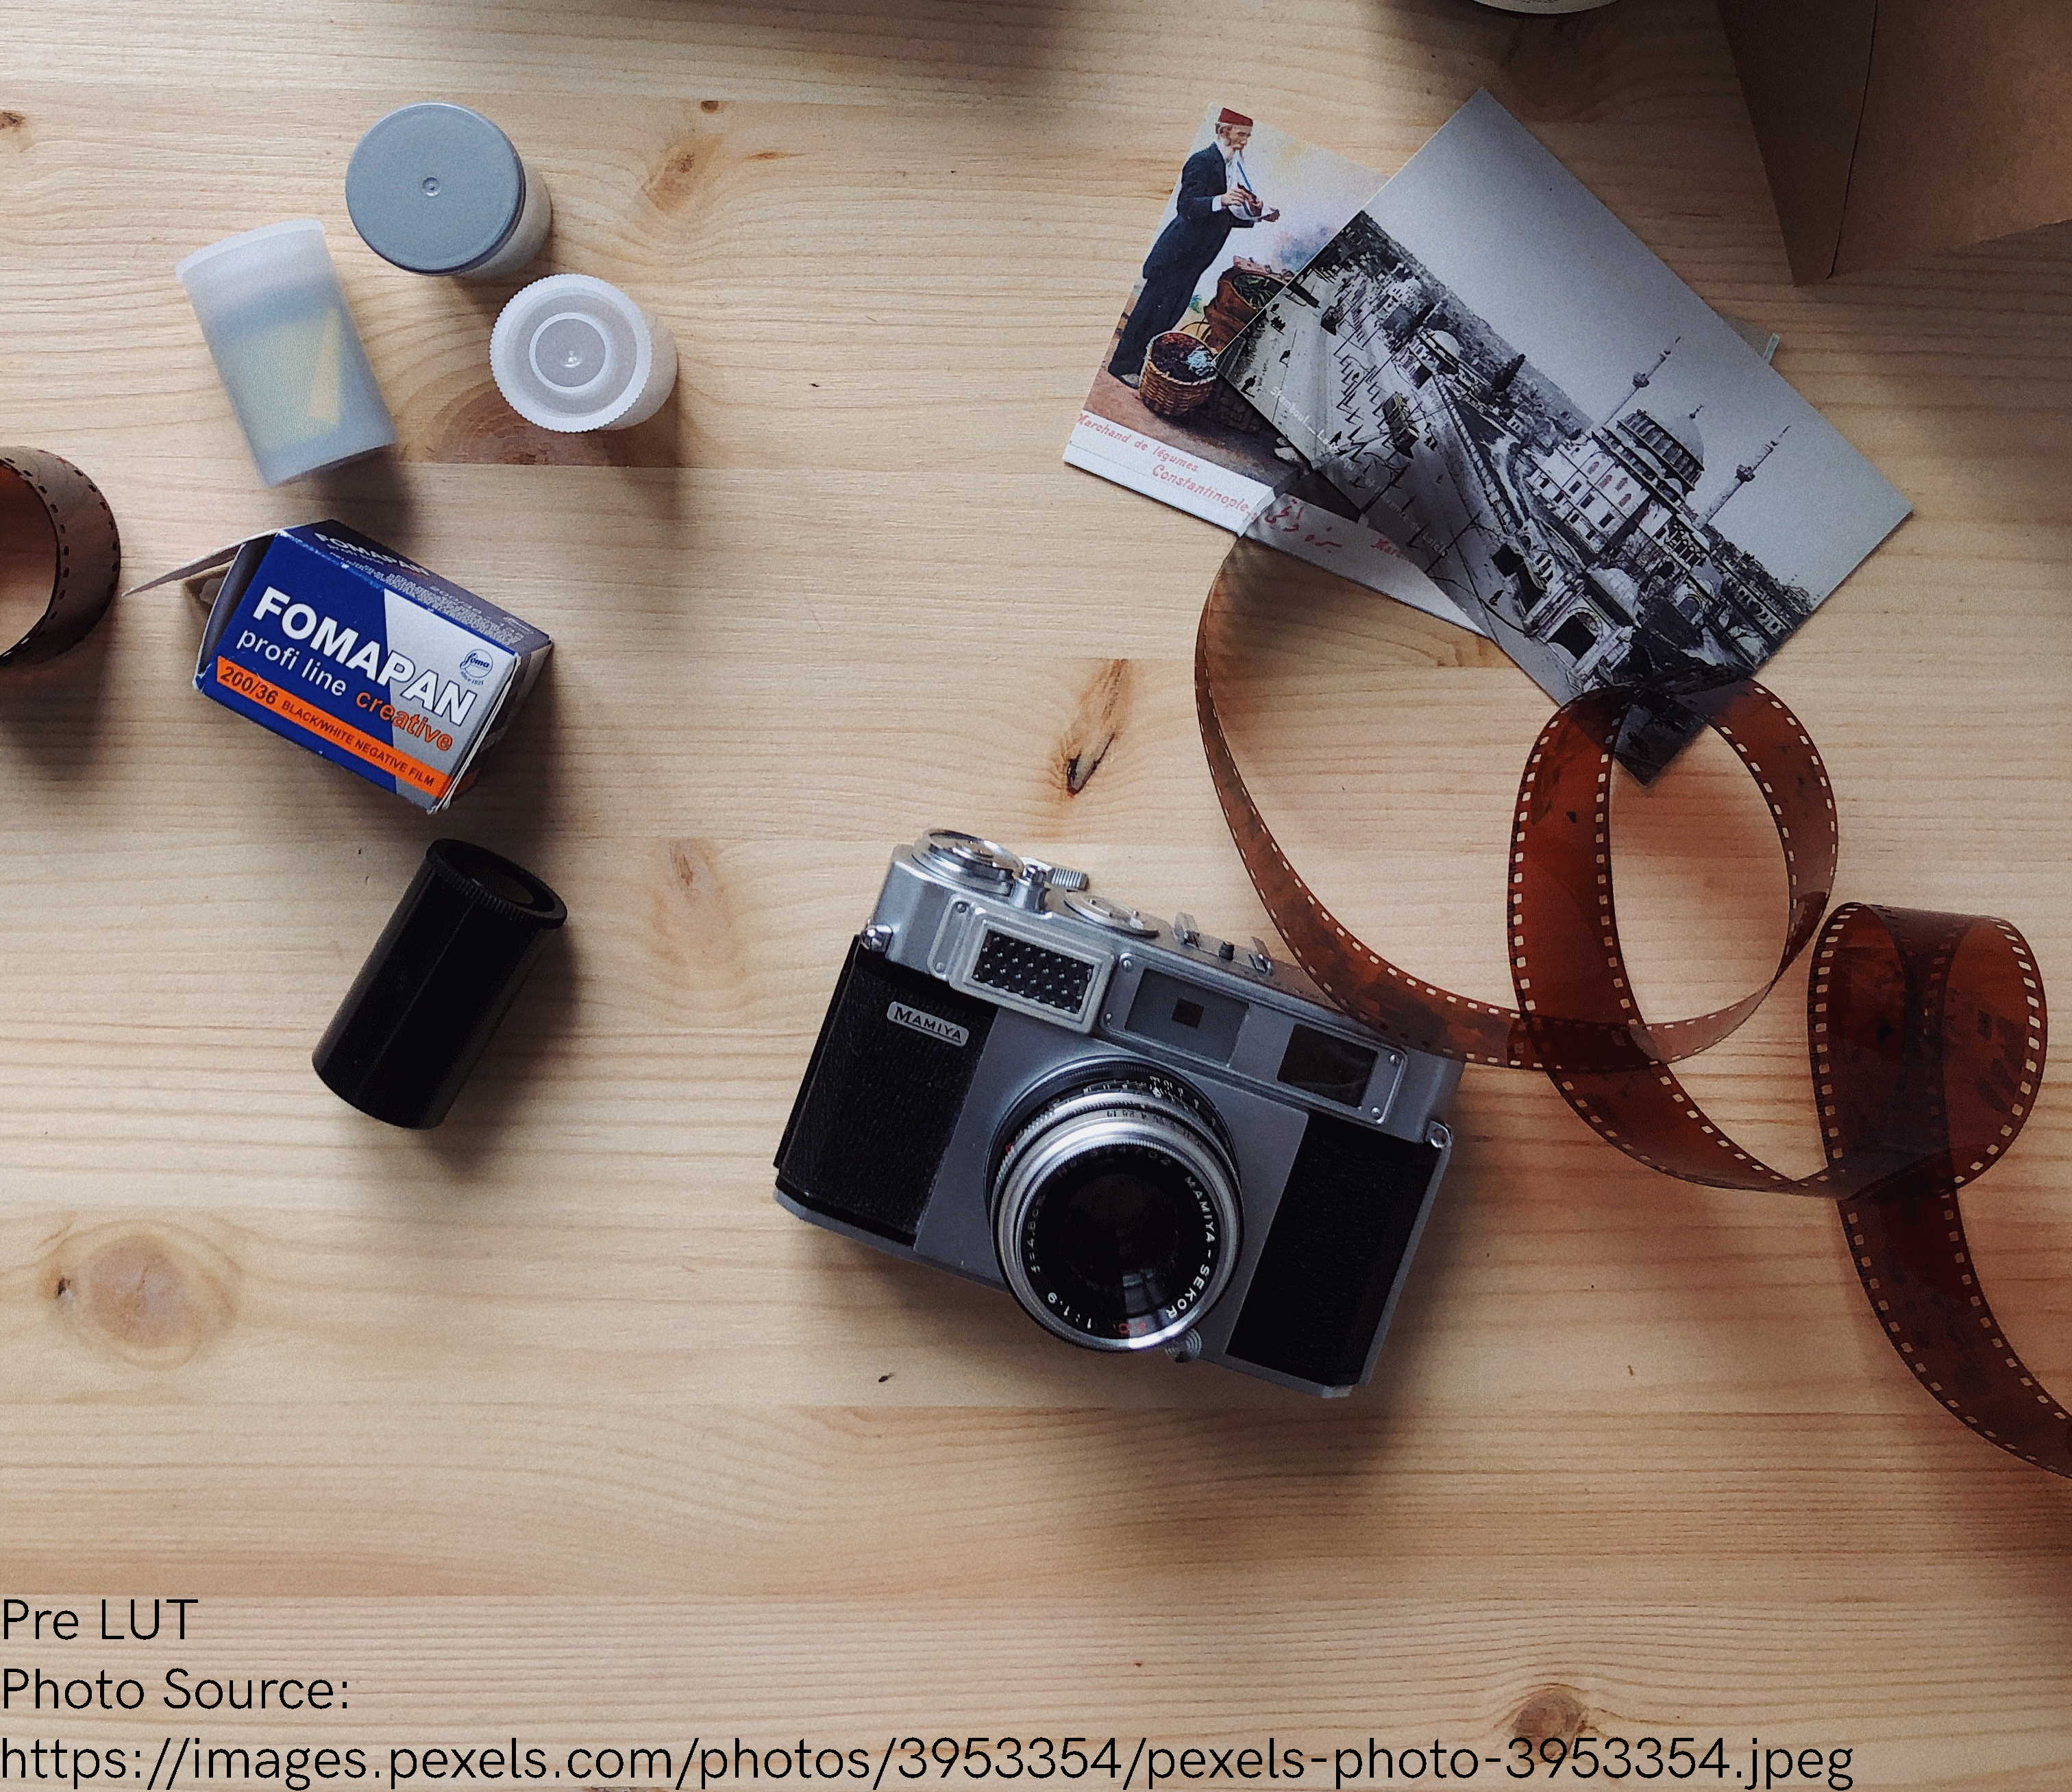 Marchand de légumes.
Constantinople.
FOMAPAN
FOMAPAN
profi line creative
200/36 BLACK/WHITE NEGATIVE FILM
foma
MAMIYA
MAMIYA-SEKOR
1:1.9
Pre LUT
Photo Source:
https://images.pexels.com/photos/3953354/pexels-photo-3953354.jpeg